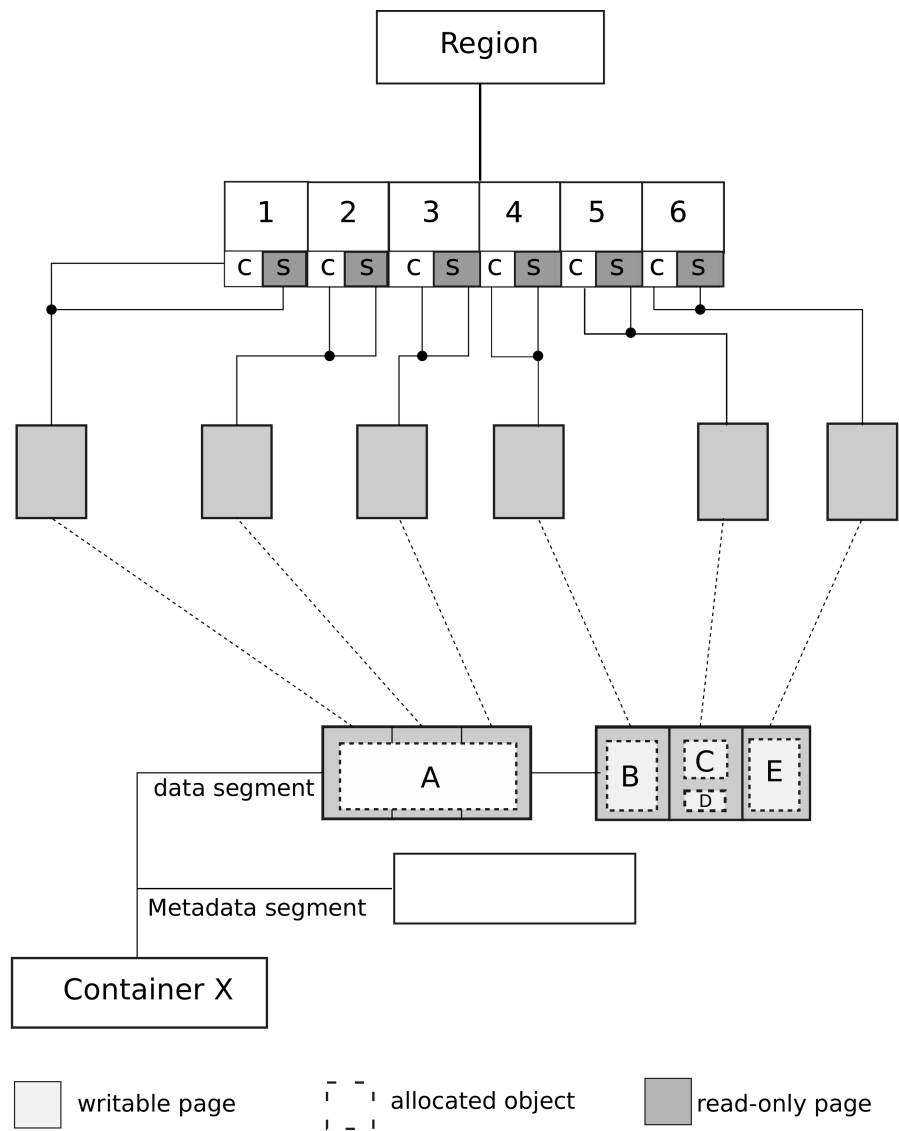 Region
1 2 3 4 5 6
C S C S C S C S C S C S
data segment
A
B
C
D
E
Metadata segment
Container X
writable page
allocated object
read-only page